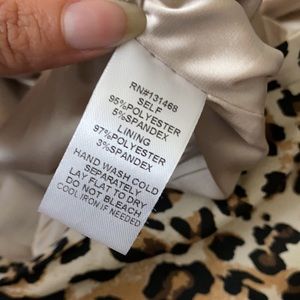 RN#131468
SELF
95%POLYESTER
5%SPANDEX
LINING
97%POLYESTER
3%SPANDEX
HAND WASH COLD
SEPARATELY
LAY FLAT TO DRY
DO NOT BLEACH
COOL IRON IF NEEDED